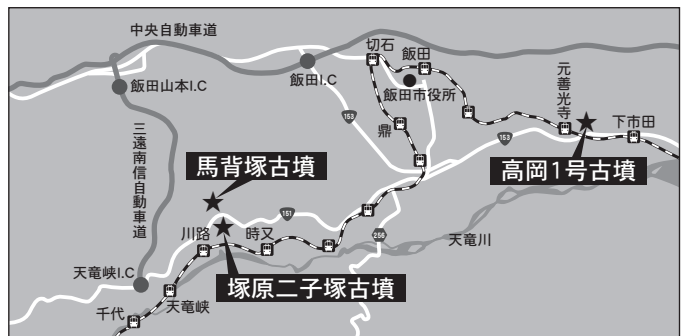 中央自動車道
切石
飯田
飯田山本I.C
飯田I.C
飯田市役所
元善光寺
下市田
153
鼎
153
高岡1号古墳
三遠南信自動車道
馬背塚古墳
151
256
川路
時又
天竜川
天竜峡I.C
塚原二子塚古墳
天竜峡
千代